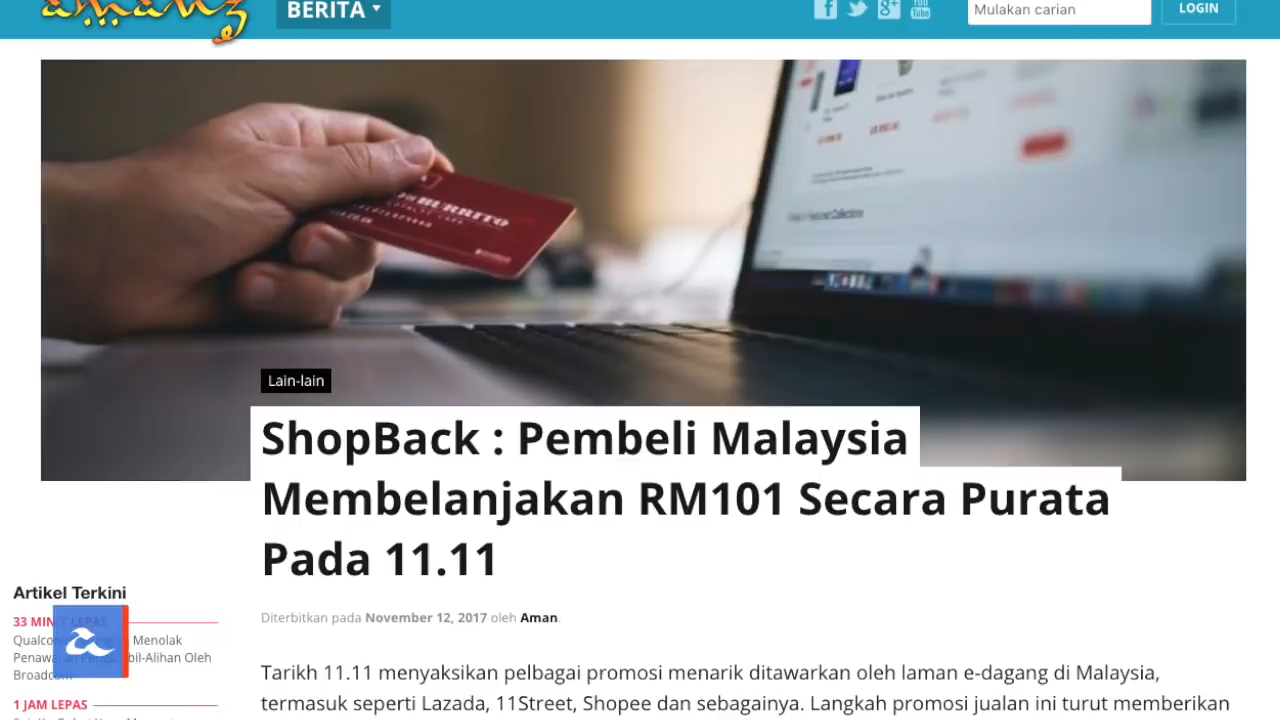 amanz
BERITA
Mulakan carian
LOGIN
BURRITO
Lain-lain
ShopBack : Pembeli Malaysia
Membelanjakan RM101 Secara Purata
Pada 11.11
Diterbitkan pada November 12, 2017 oleh Aman.
Artikel Terkini
33 MINIT LEPAS
Menolak
Oleh
1 JAM LEPAS
Tarikh 11.11 menyaksikan pelbagai promosi menarik ditawarkan oleh laman e-dagang di Malaysia,
termasuk seperti Lazada, 11Street, Shopee dan sebagainya. Langkah promosi jualan ini turut memberikan